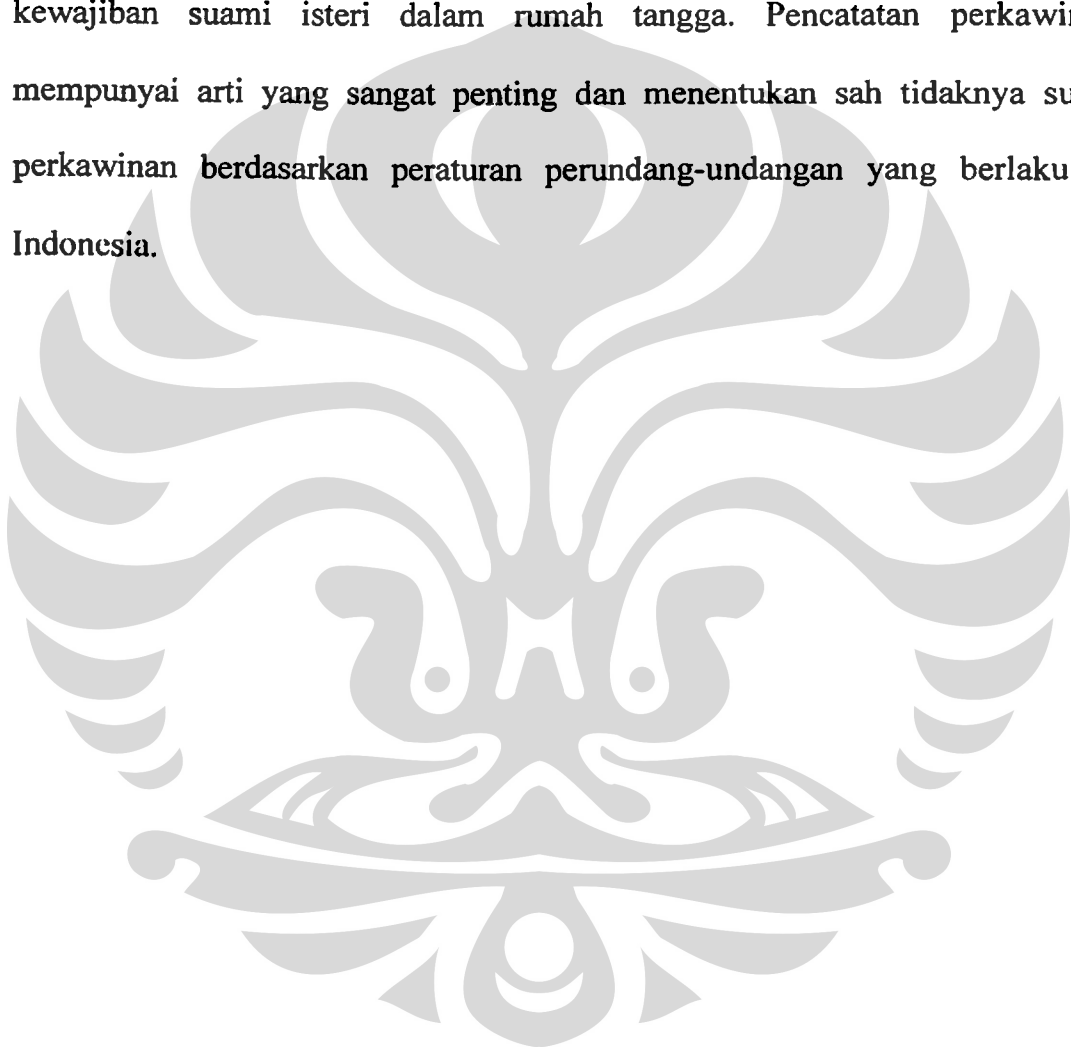 kewajiban suami isteri dalam rumah tangga. Pencatatan
mempunyai arti yang sangat penting dan menentukan sah tidaknya
perkawinan berdasarkan peraturan perundang-undangan yang berlaku
Indonesia.